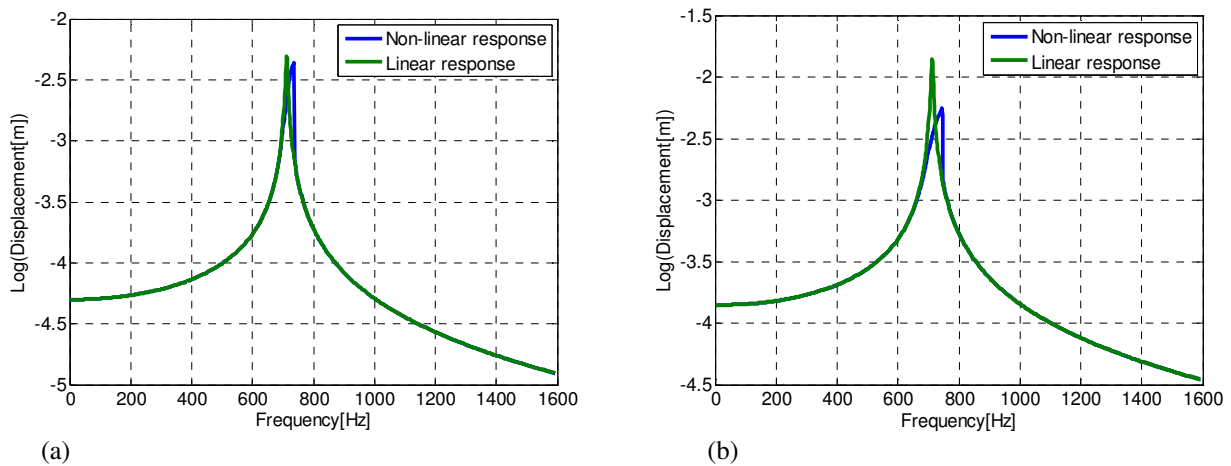 -2
-2.5
-3
-3.5
-4
-4.5
-5
Log(Displacement[m])
Non-linear response
Linear response
0 200 400 600 800 1000 1200 1400 1600
Frequency[Hz]
(a)
-1.5
-2
-2.5
-3
-3.5
-4
-4.5
Log(Displacement[m])
Non-linear response
Linear response
0 200 400 600 800 1000 1200 1400 1600
Frequency[Hz]
(b)